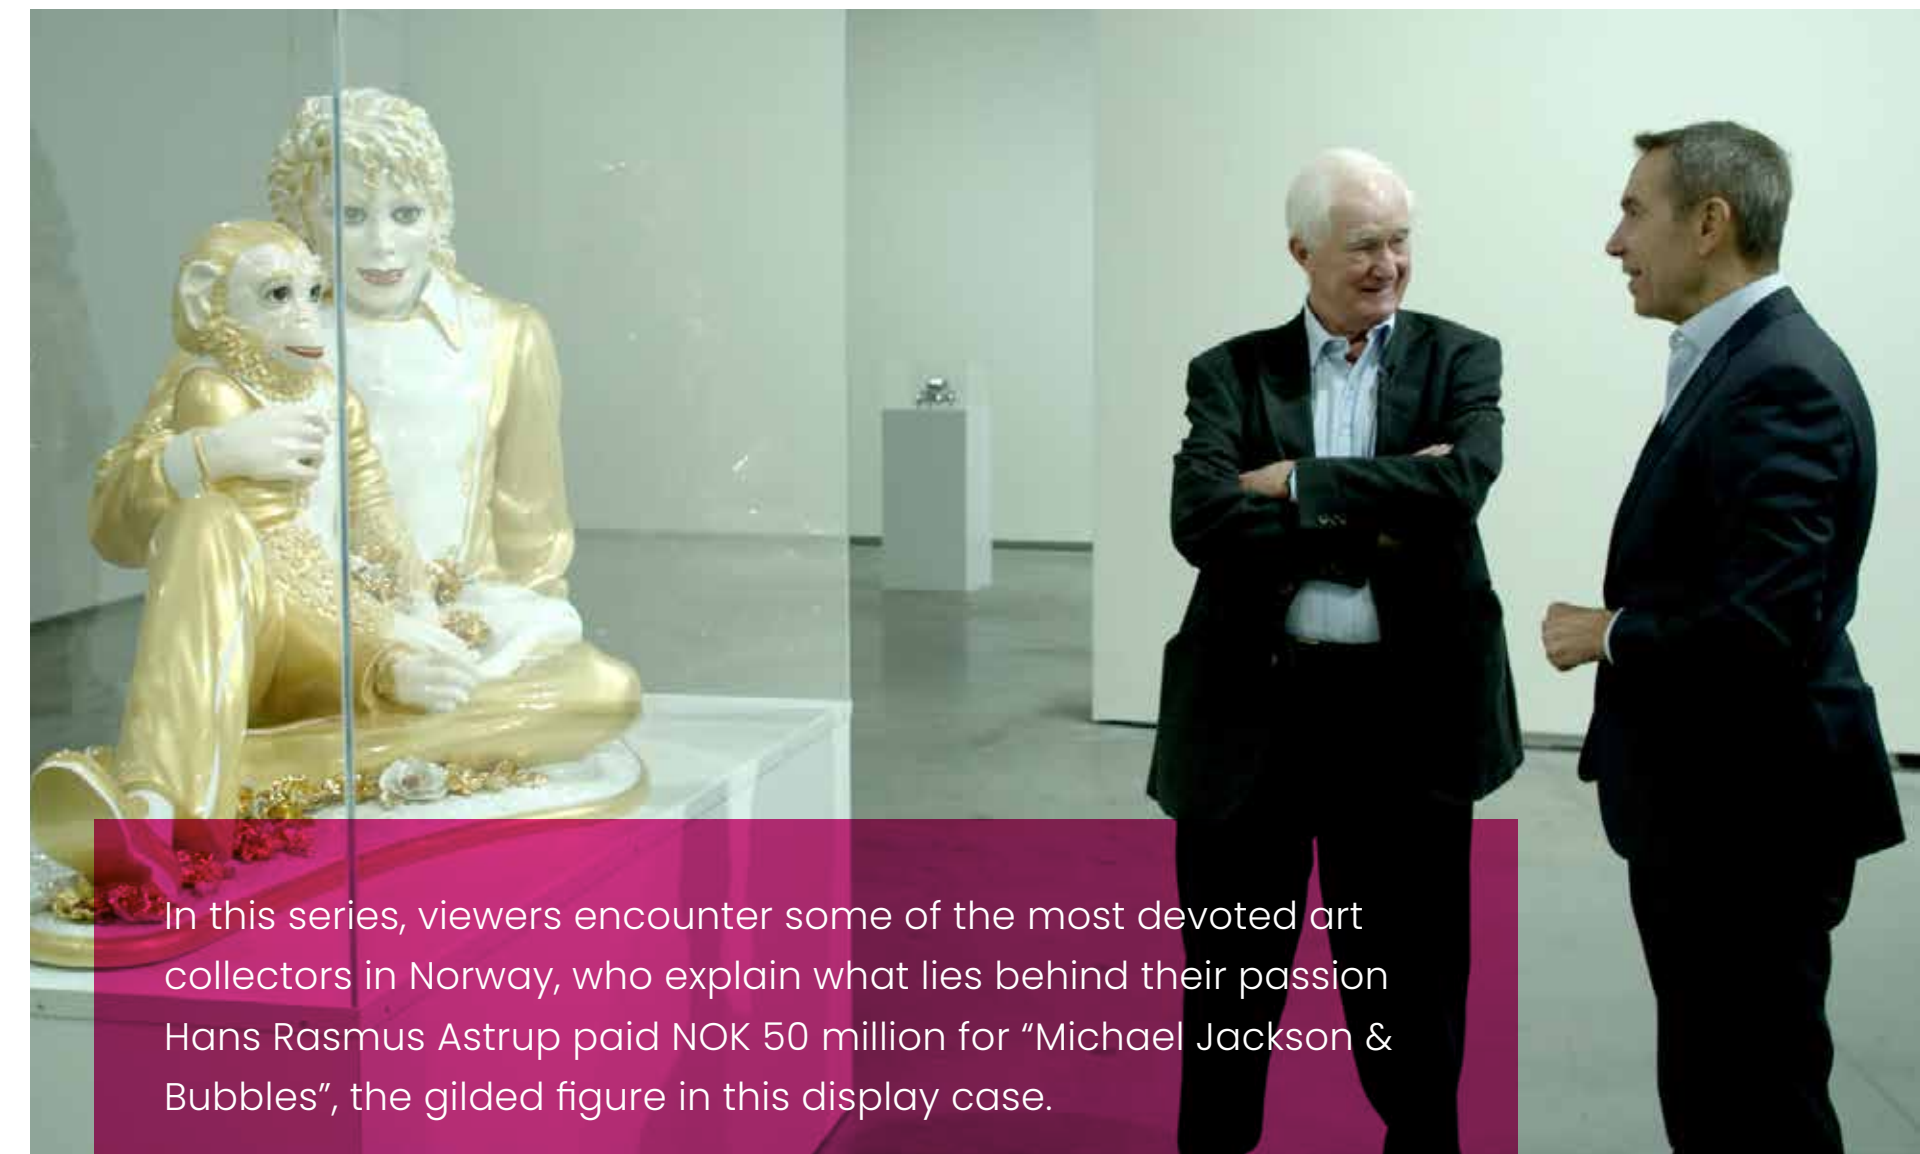 In this series, viewers encounter some of the most devoted art
collectors in Norway, who explain what lies behind their passion
Hans Rasmus Astrup paid NOK 50 million for “Michael Jackson &
Bubbles”, the gilded figure in this display case.